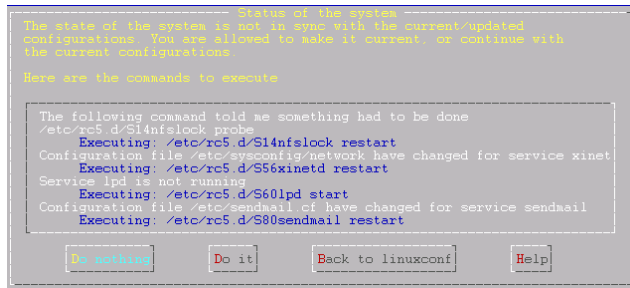 Status of the system
The state of the system is not in sync with the current/updated
configurations. You are allowed to make it current, or continue with
the current configurations.
Here are the commands to execute
The following command told me something had to be done
/etc/rc5.d/S14nfslock probe
Executing: /etc/rc5.d/S14nfslock restart
Configuration file /etc/sysconfig/network have changed for service xinet
Executing: /etc/rc5.d/S56xinetd restart
Service lpd is not running
Executing: /etc/rc5.d/S60lpd start
Configuration file /etc/sendmail.cf have changed for service sendmail
Executing: /etc/rc5.d/S80sendmail restart
Do nothing Do it Back to linuxconf Help